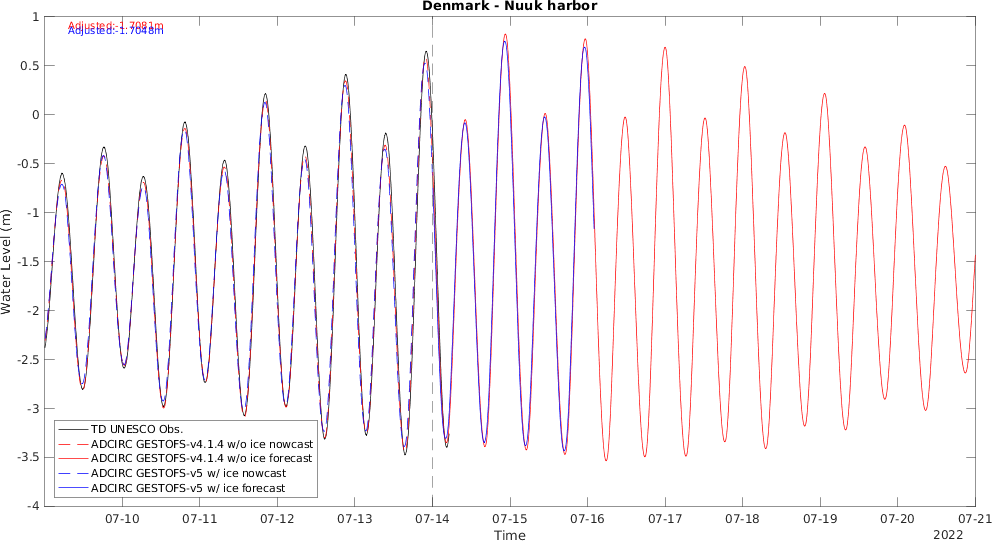 Denmark - Nuuk harbor
Adjusted:-1.7081m
Adjusted:-1.7048m
1
0.5
0
-0.5
-1
-1.5
-2
-2.5
-3
-3.5
-4
Water Level (m)
TD UNESCO Obs.
ADCIRC GESTOFS-v4.1.4 w/o ice nowcast
ADCIRC GESTOFS-v4.1.4 w/o ice forecast
ADCIRC GESTOFS-v5 w/ ice nowcast
ADCIRC GESTOFS-v5 w/ ice forecast
07-10 07-11 07-12 07-13 07-14 07-15 07-16 07-17 07-18 07-19 07-20 07-21
Time
2022